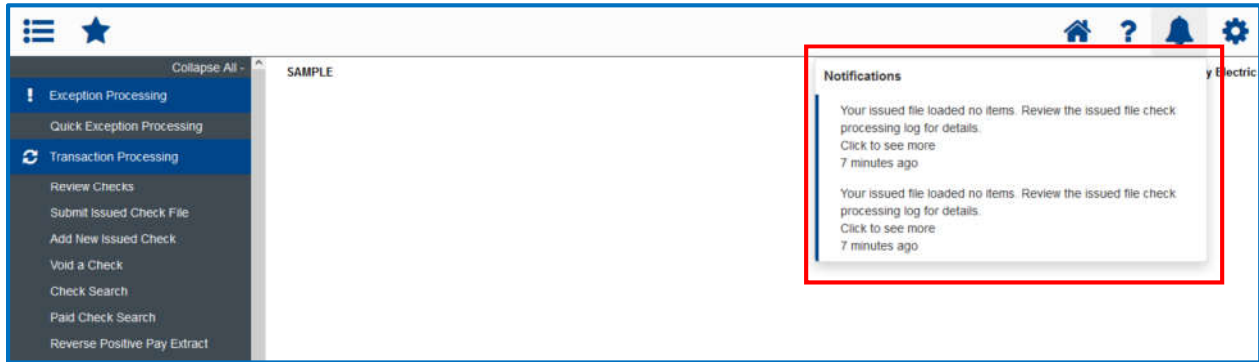 ?
Collapse All -
SAMPLE
y Electric
! Exception Processing
Quick Exception Processing
Transaction Processing
Review Checks
Submit Issued Check File
Add New Issued Check
Void a Check
Check Search
Paid Check Search
Reverse Positive Pay Extract
Notifications
Your issued file loaded no items. Review the issued file check
processing log for details.
Click to see more
7 minutes ago
Your issued file loaded no items. Review the issued file check
processing log for details.
Click to see more
7 minutes ago